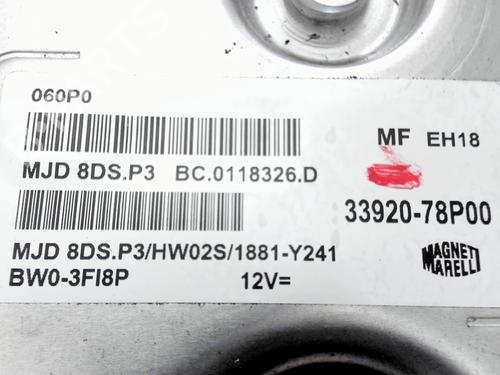 060P0
MF EH18
MJD 8DS.P3 BC.0118326.D
33920-78P00
MJD 8DS.P3/HW02S/1881-Y241
BW0-3FI8P 12V=
MAGNETI
MARELLI